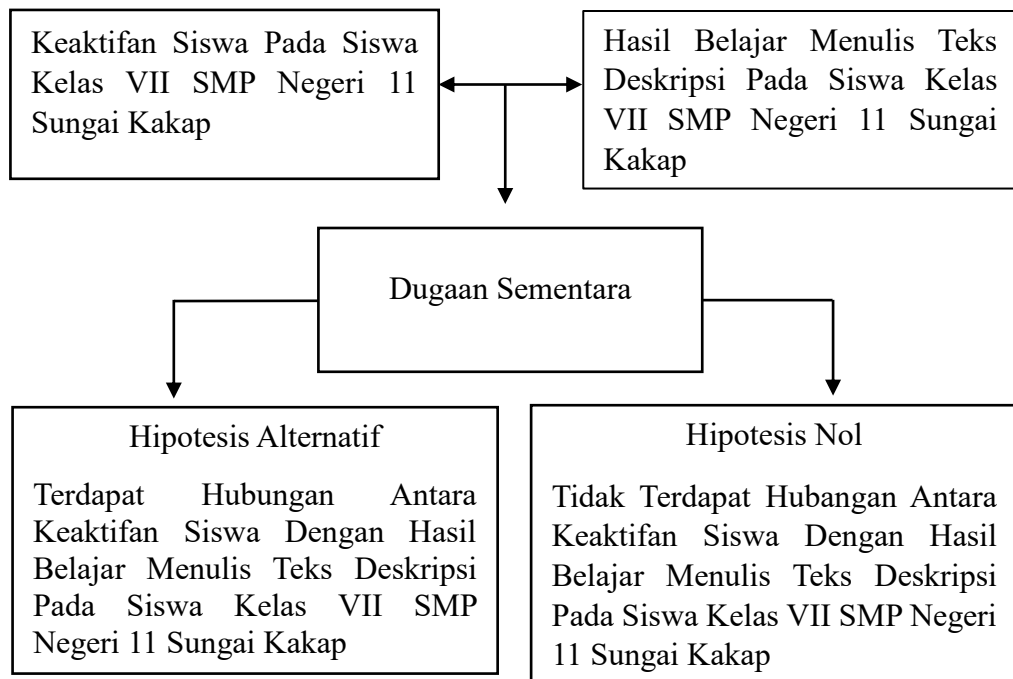 Keaktifan Siswa Pada Siswa
Kelas VII SMP Negeri 11
Sungai Kakap
Hasil Belajar Menulis Teks
Deskripsi Pada Siswa Kelas
VII SMP Negeri 11 Sungai
Kakap
Dugaan Sementara
Hipotesis Alternatif
Terdapat Hubungan Antara
Keaktifan Siswa Dengan Hasil
Belajar Menulis Teks Deskripsi
Pada Siswa Kelas VII SMP
Negeri 11 Sungai Kakap
Hipotesis Nol
Tidak Terdapat Hubangan Antara
Keaktifan Siswa Dengan Hasil
Belajar Menulis Teks Deskripsi
Pada Siswa Kelas VII SMP Negeri
11 Sungai Kakap